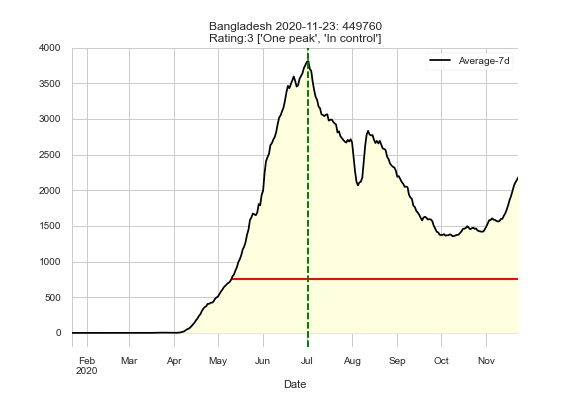 Bangladesh 2020-11-23: 449760
Rating:3 ['One peak', 'In control']
Average-7d
4000
3500
3000
2500
2000
1500
1000
500
0
Feb Mar Apr May Jun Jul Aug Sep Oct Nov
2020
Date